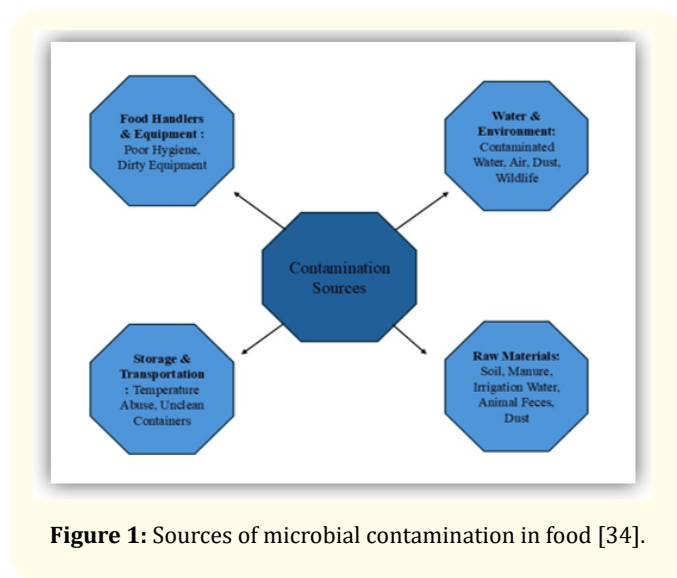 Food Handlers
& Equipment :
Poor Hygiene,
Dirty Equipment
Water &
Environment:
Contaminated
Water, Air, Dust,
Wildlife
Contamination
Sources
Storage &
Transportation
: Temperature
Abuse, Unclean
Containers
Raw Materials:
Soil, Manure,
Irrigation Water,
Animal Feces,
Dust
Figure 1: Sources of microbial contamination in food [34].